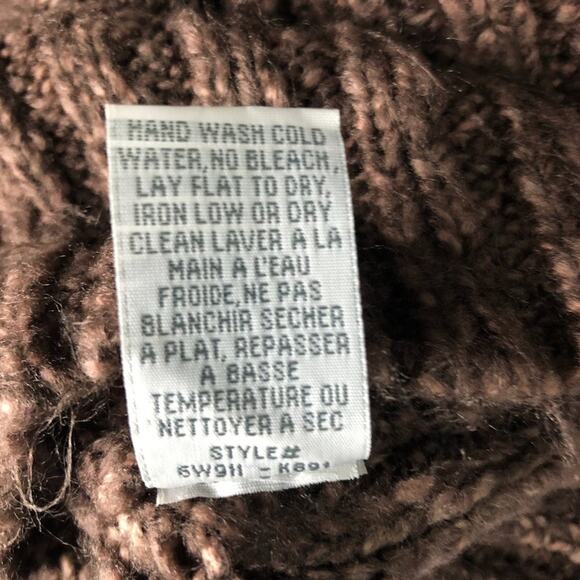 HAND WASH COLD
WATER, NO BLEACH,
LAY FLAT TO DRY,
IRON LOW OR DRY
CLEAN LAVER A LA
MAIN A L'EAU
FROIDE, NE PAS
BLANCHIR SECHER
A PLAT, REPASSER
A BASSE
TEMPERATURE OU
NETTOYER A SEC
STYLE#